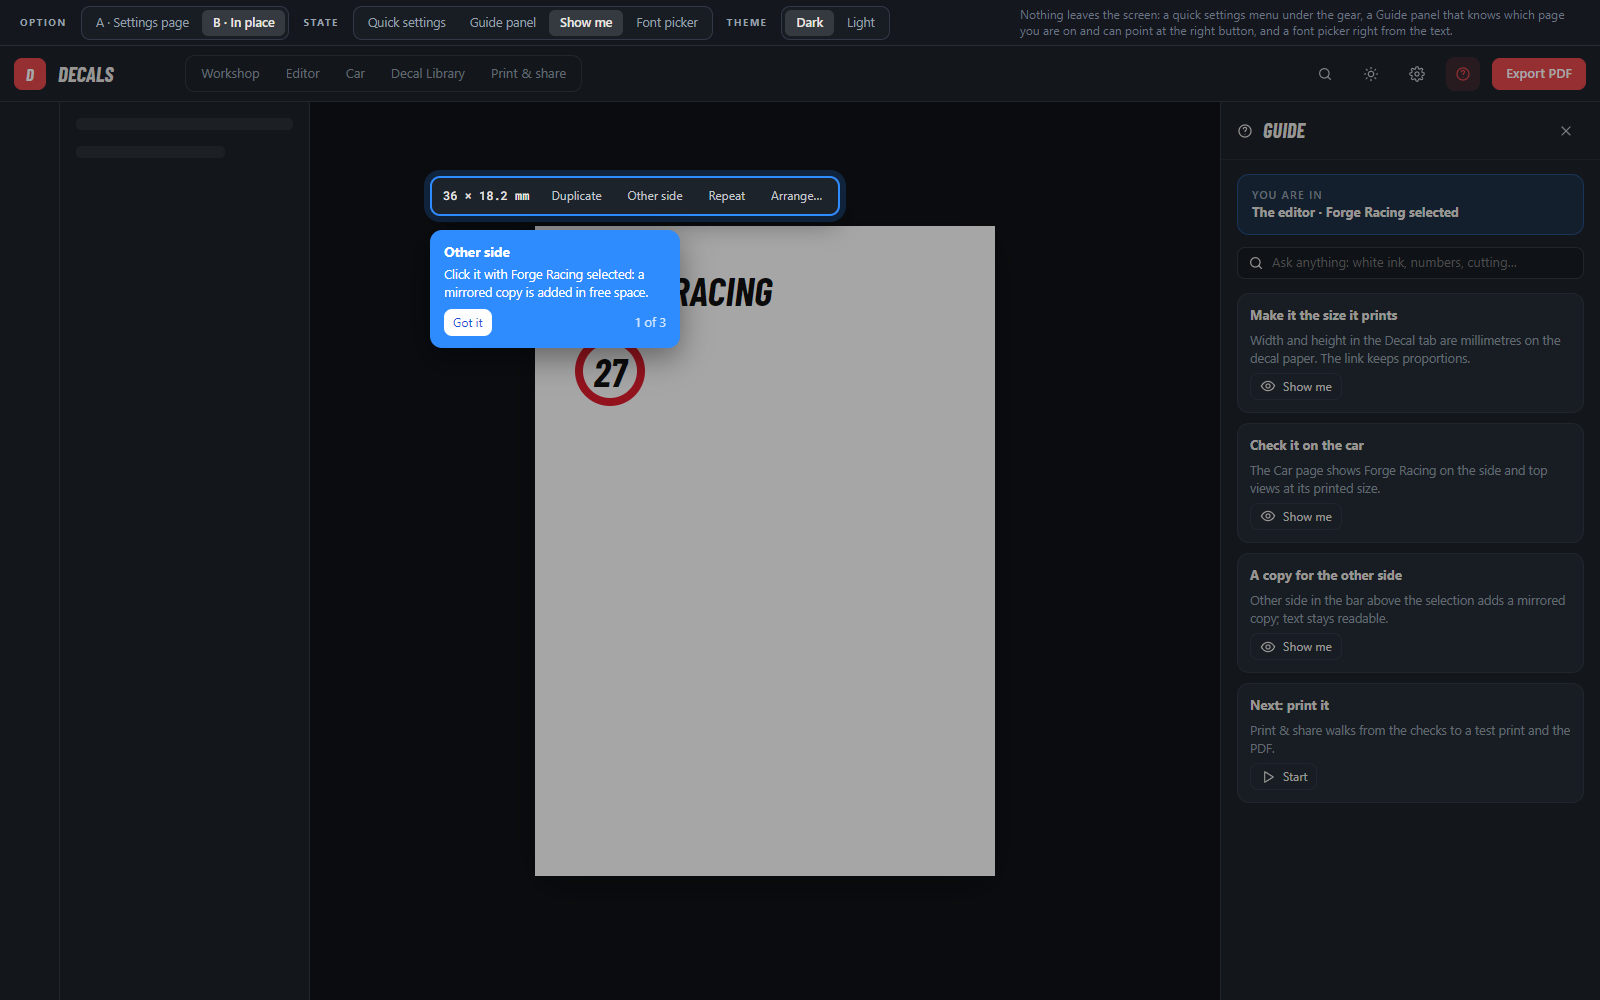 OPTION
A · Settings page
B · In place
STATE
Quick settings
Guide panel
Show me
Font picker
THEME
Dark
Light
Nothing leaves the screen: a quick settings menu under the gear, a Guide panel that knows which page
you are on and can point at the right button, and a font picker right from the text.
D
DECALS
Workshop
Editor
Car
Decal Library
Print & share
Export PDF
36 × 18.2 mm
Duplicate
Other side
Repeat
Arrange...
Other side
Click it with Forge Racing selected: a
mirrored copy is added in free space.
Got it
1 of 3
RACING
27
GUIDE
YOU ARE IN
The editor · Forge Racing selected
Ask anything: white ink, numbers, cutting...
Make it the size it prints
Width and height in the Decal tab are millimetres on the
decal paper. The link keeps proportions.
Show me
Check it on the car
The Car page shows Forge Racing on the side and top
views at its printed size.
Show me
A copy for the other side
Other side in the bar above the selection adds a mirrored
copy; text stays readable.
Show me
Next: print it
Print & share walks from the checks to a test print and the
PDF.
Start